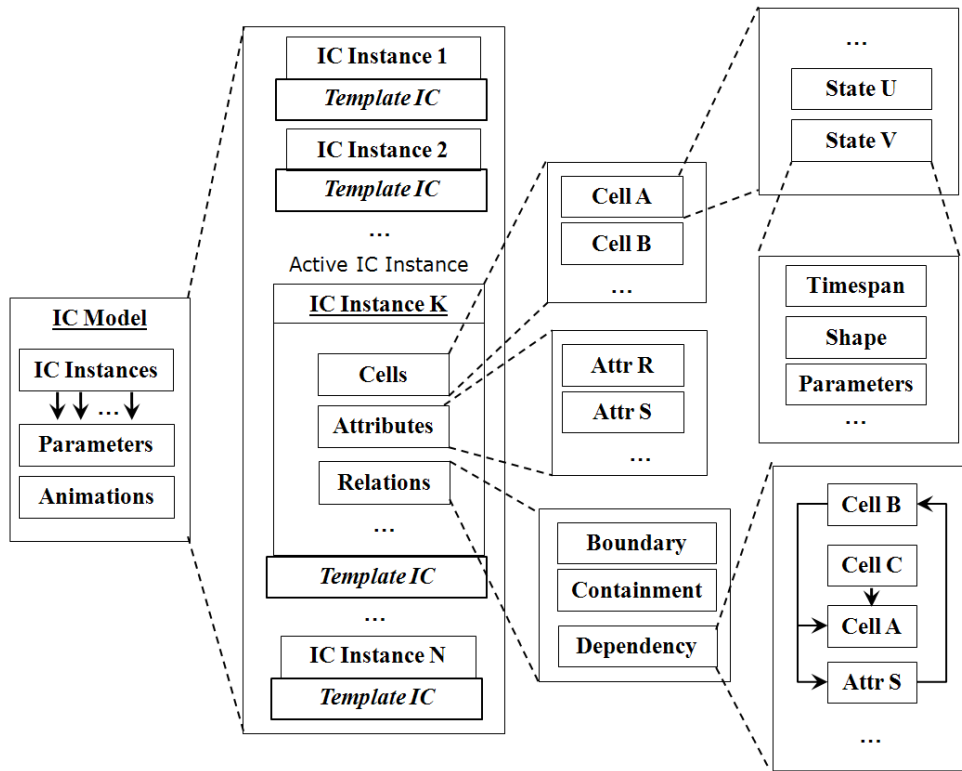 IC Model
IC Instances
...
Parameters
Animations
IC Instance 1
Template IC
IC Instance 2
Template IC
...
Active IC Instance
IC Instance K
Cells
Attributes
Relations
...
Template IC
...
IC Instance N
Template IC
Cell A
Cell B
...
Attr R
Attr S
...
Boundary
Containment
Dependency
...
State U
State V
Timespan
Shape
Parameters
...
Cell B
Cell C
Cell A
Attr S
...